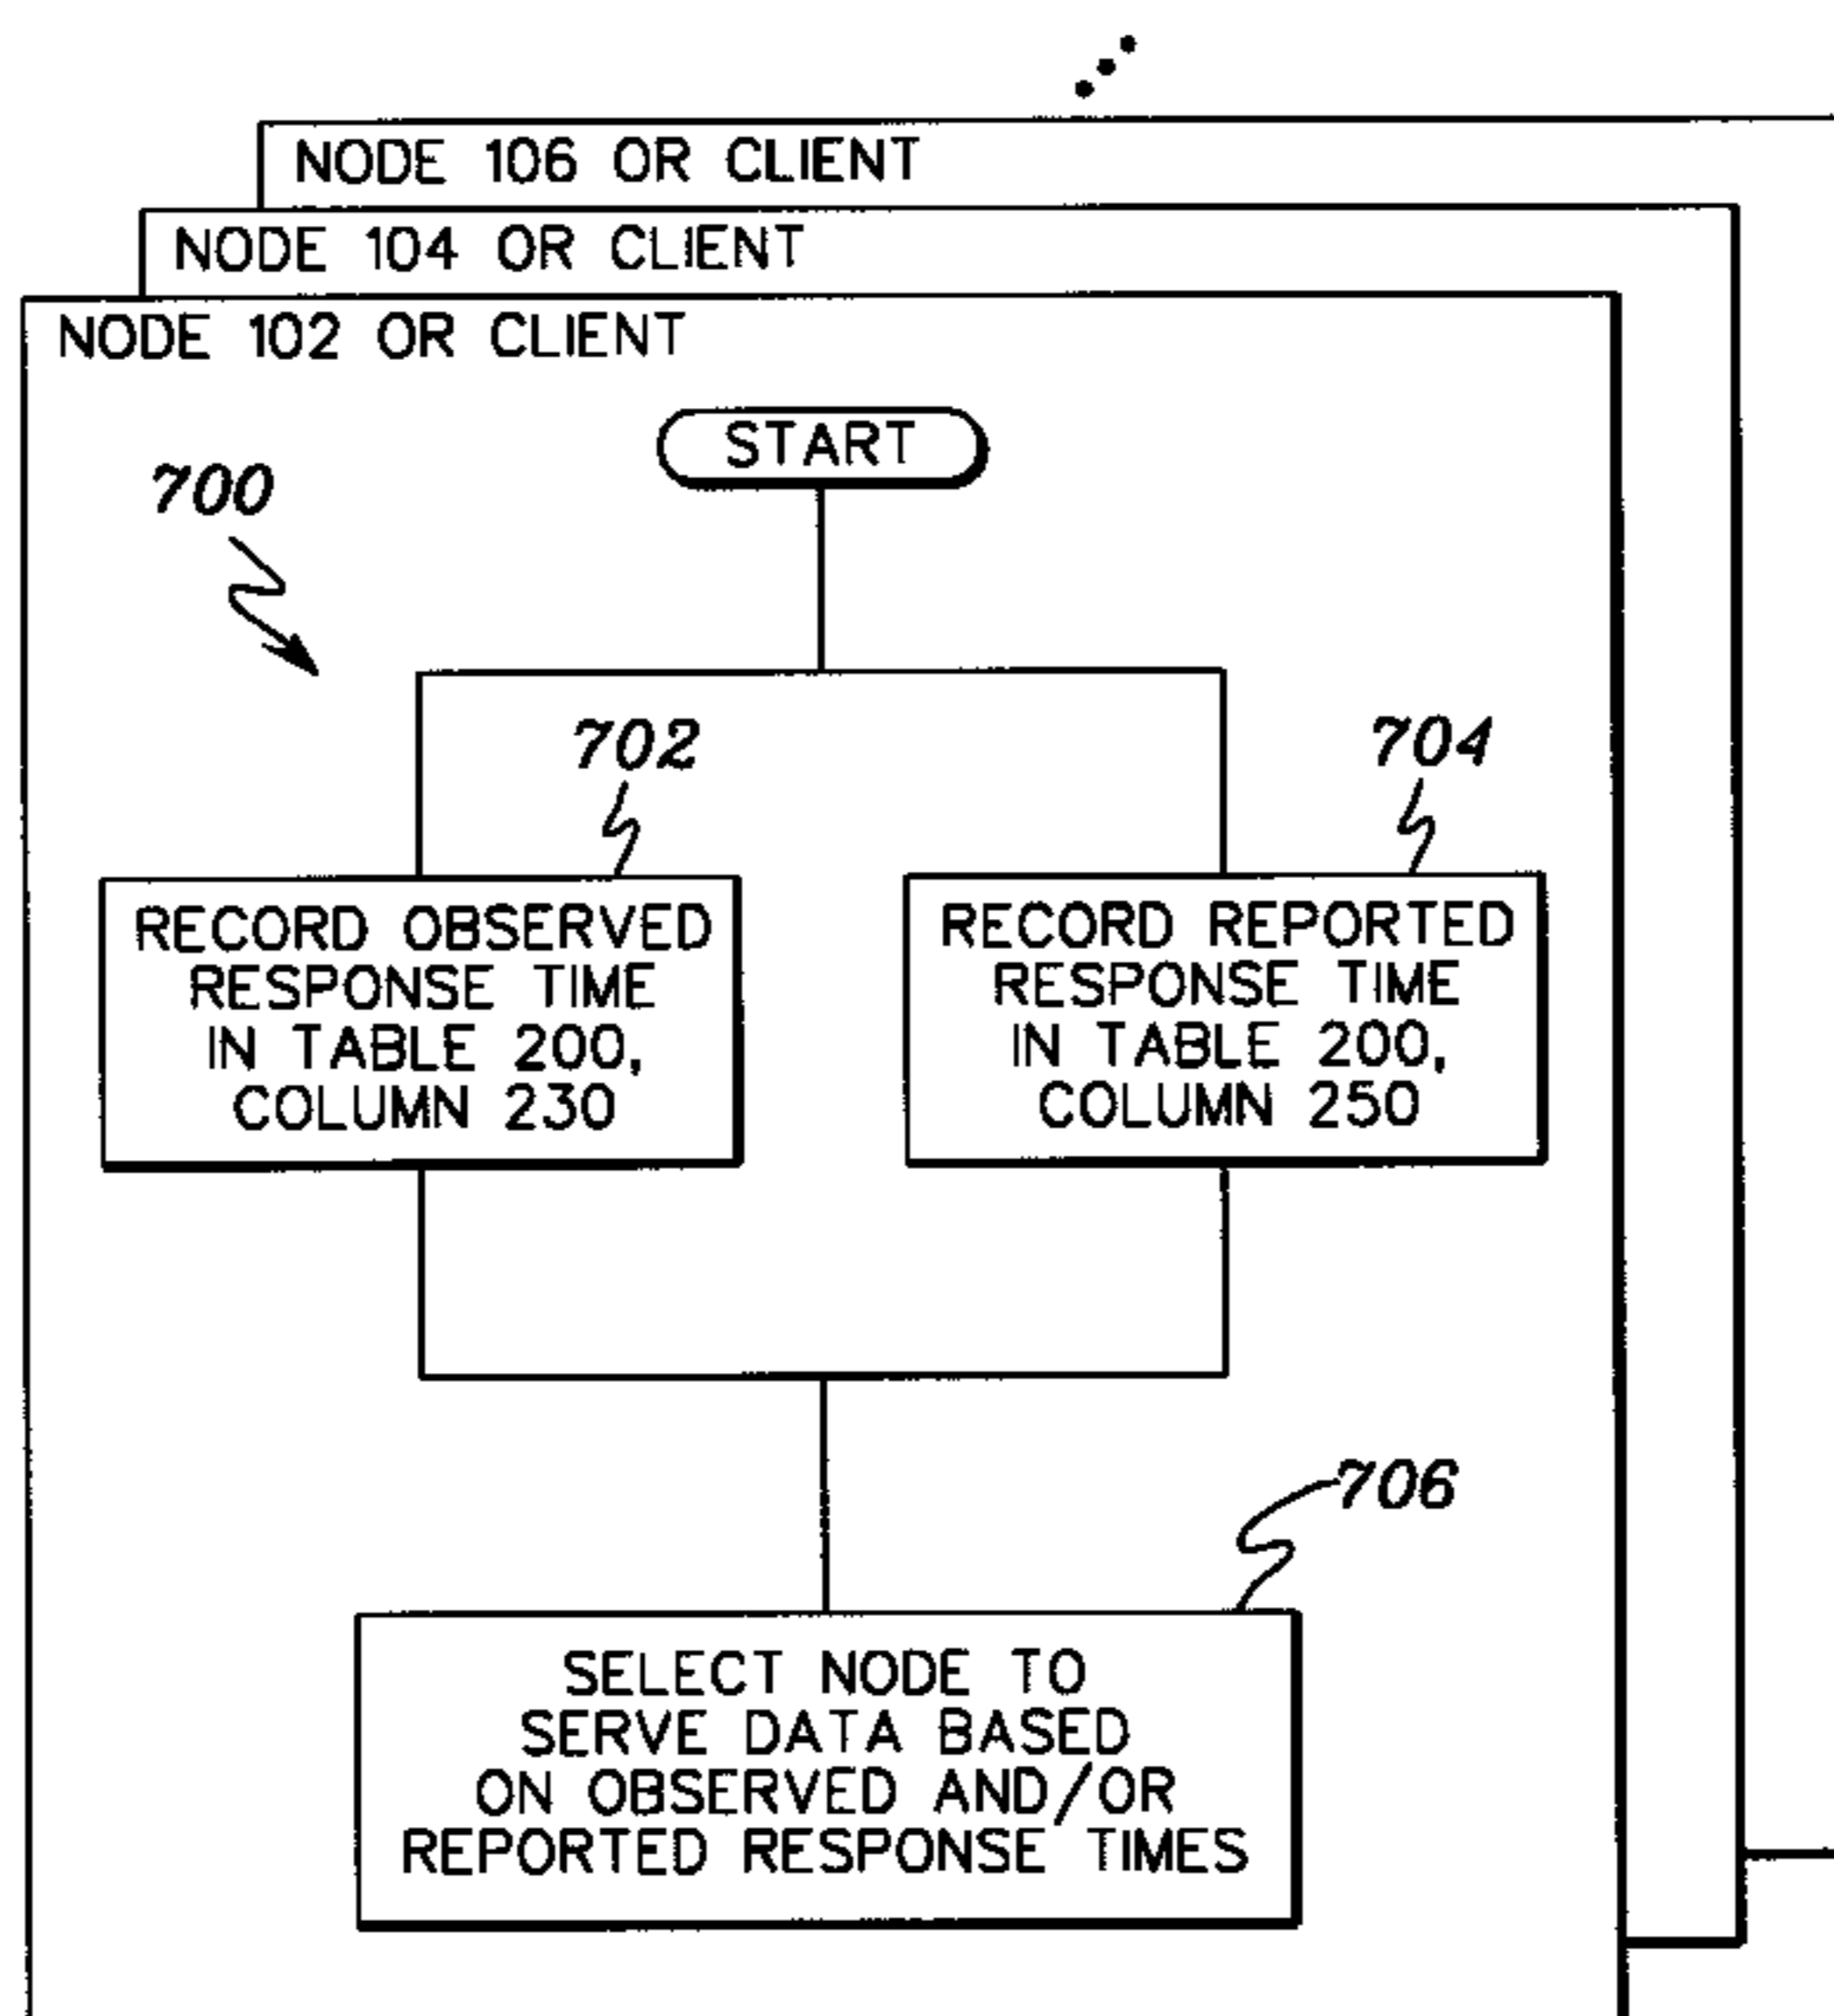 NODE 106 OR CLIENT
NODE 104 OR CLIENT
NODE 102 OR CLIENT
START
700
702
704
RECORD OBSERVED
RESPONSE TIME
IN TABLE 200,
COLUMN 230
RECORD REPORTED
RESPONSE TIME
IN TABLE 200,
COLUMN 250
706
SELECT NODE TO
SERVE DATA BASED
ON OBSERVED AND/OR
REPORTED RESPONSE TIMES